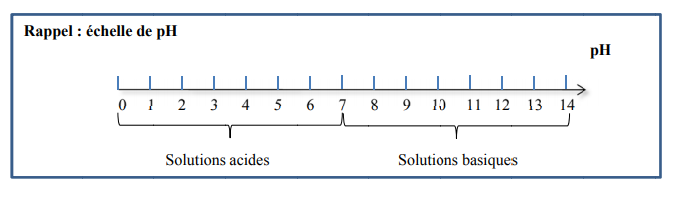 Rappel : échelle de pH
pH
0 1 2 3 4 5 6 7 8 9 10 11 12 13 14
Solutions acides Solutions basiques